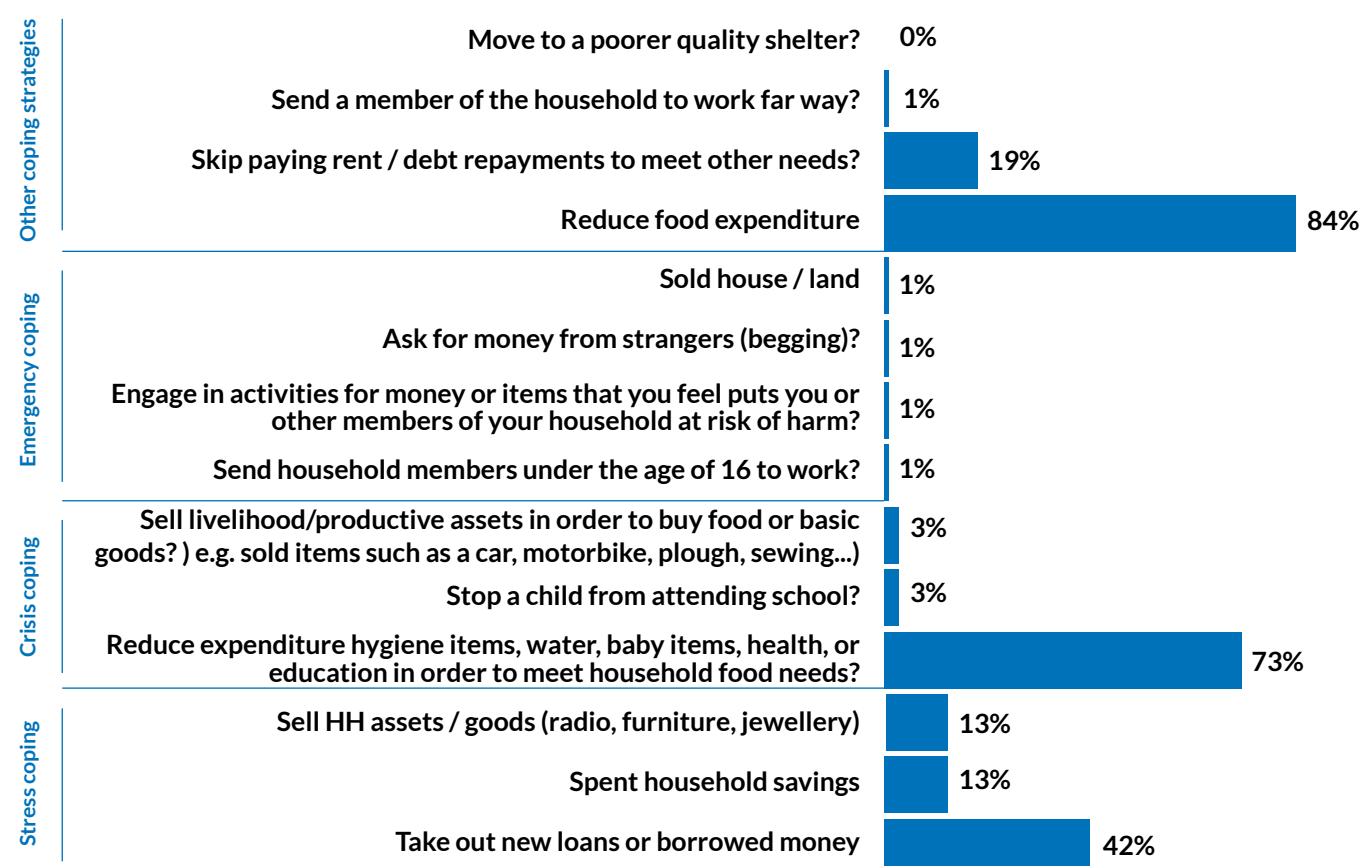 Other coping strategies
Move to a poorer quality shelter? 0%
Send a member of the household to work far way? 1%
Skip paying rent / debt repayments to meet other needs? 19%
Reduce food expenditure 84%
Emergency coping
Sold house / land 1%
Ask for money from strangers (begging)? 1%
Engage in activities for money or items that you feel puts you or
other members of your household at risk of harm? 1%
Send household members under the age of 16 to work? 1%
Crisis coping
Sell livelihood/productive assets in order to buy food or basic
goods? ) e.g. sold items such as a car, motorbike, plough, sewing...) 3%
Stop a child from attending school? 3%
Reduce expenditure hygiene items, water, baby items, health, or
education in order to meet household food needs? 73%
Stress coping
Sell HH assets / goods (radio, furniture, jewellery) 13%
Spent household savings 13%
Take out new loans or borrowed money 42%